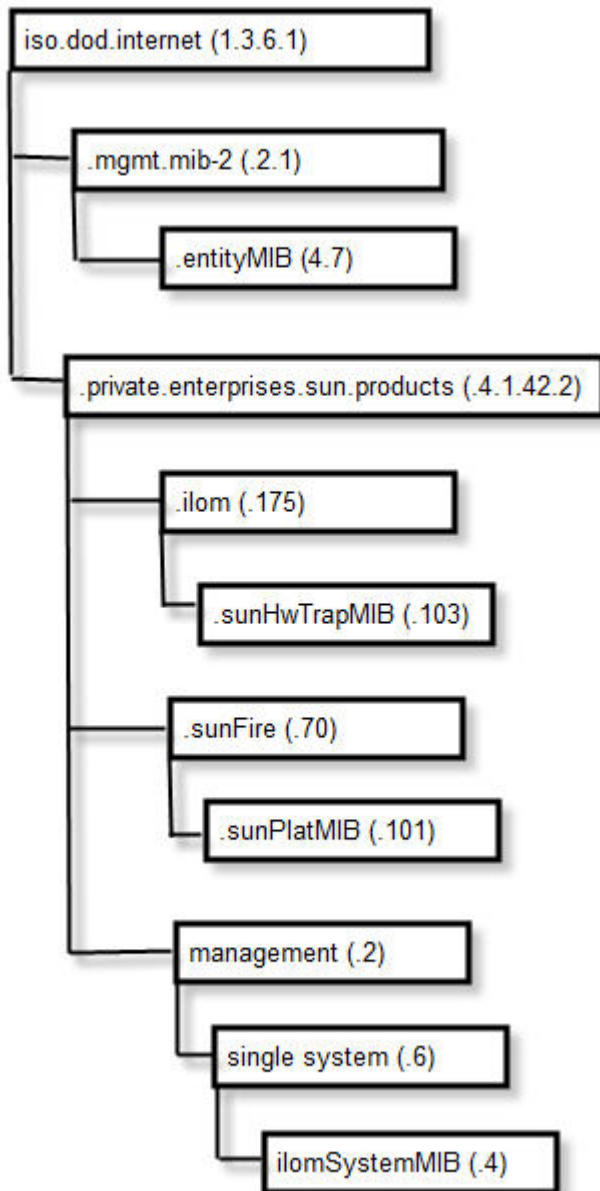 iso.dod.internet (1.3.6.1)
.mgmt.mib-2 (.2.1)
.entityMIB (4.7)
.private.enterprises.sun.products (.4.1.42.2)
.ilom (.175)
.sunHwTrapMIB (.103)
.sunFire (.70)
.sunPlatMIB (.101)
management (.2)
single system (.6)
ilomSystemMIB (.4)